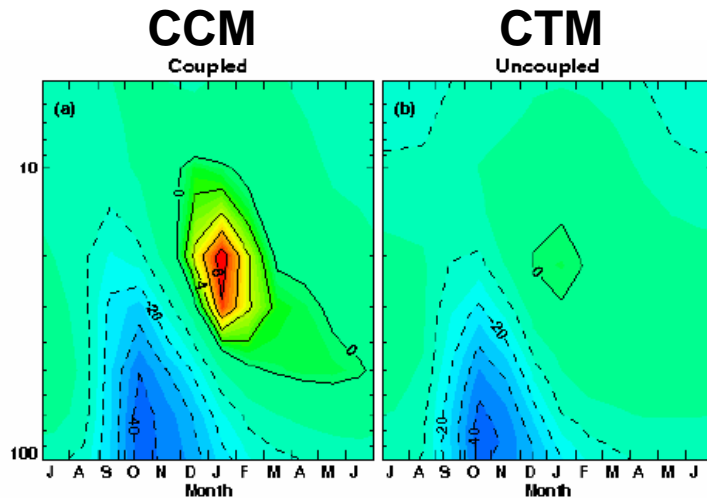 CCM CTM
Coupled Uncoupled
(a) (b)
10
0
0
-20
-20
4
8
0
0
-40
-20
-40
100
J A S O N D J F M A M J J A S O N D J F M A M J
Month Month